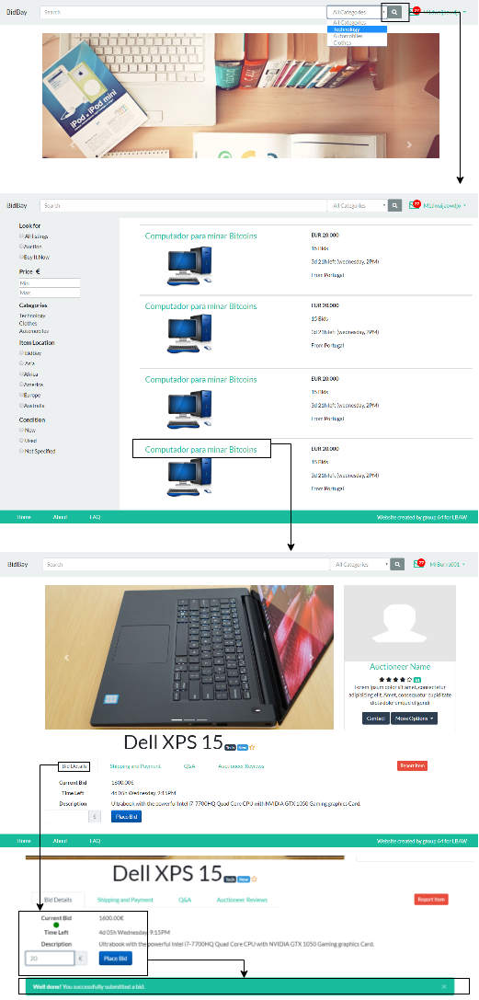 BidBay Search All Categories 27 M1dwaijaowdjo
All Categories
Technology
Automobiles
Clothes
iPod e iPod mini
BidBay Search All Categories 27 M1dwaijaowdjo
Look for
All listings
Auction
Buy It Now
Price €
Min
Max
Categories
Technology
Clothes
Automobiles
Item Location
BidBay
Asia
Africa
America
Europe
Australia
Condition
New
Used
Not Specified
Computador para minar Bitcoins
EUR 20.000
15 Bids
3d 21h left (wednesday, 2PM)
From Portugal
Computador para minar Bitcoins
EUR 20.000
15 Bids
3d 21h left (wednesday, 2PM)
From Portugal
Computador para minar Bitcoins
EUR 20.000
15 Bids
3d 21h left (wednesday, 2PM)
From Portugal
Computador para minar Bitcoins
EUR 20.000
15 Bids
3d 21h left (wednesday, 2PM)
From Portugal
Home About FAQ Website created by group 64 for LBAW
BidBay Search All Categories 27 MrBurns001
Auctioneer Name
Lorem ipsum dolor sit amet, consectetur
adipisicing elit. Amet, consequatur cupiditate
dicta doloremque eligendi
Contact More Options
Dell XPS 15 Tech New
Bid Details Shipping and Payment Q&A Auctioneer Reviews Report Item
Current Bid 1600.00€
Time Left 4d 05h Wednesday, 9:15PM
Description Ultrabook with the powerful Intel i7-7700HQ Quad Core CPU with NVIDIA GTX 1050 Gaming graphics Card.
€ Place Bid
Home About FAQ Website created by group 64 for LBAW
Dell XPS 15 Tech New
Bid Details Shipping and Payment Q&A Auctioneer Reviews Report Item
Current Bid 1600.00€
Time Left 4d 05h Wednesday, 9:15PM
Description Ultrabook with the powerful Intel i7-7700HQ Quad Core CPU with NVIDIA GTX 1050 Gaming graphics Card.
20 € Place Bid
Well done! You successfully submitted a bid. ×